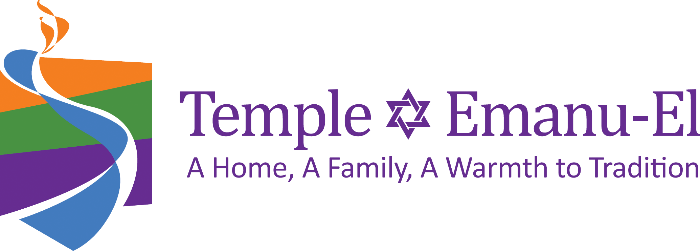 Temple ✡ Emanu-El
A Home, A Family, A Warmth to Tradition